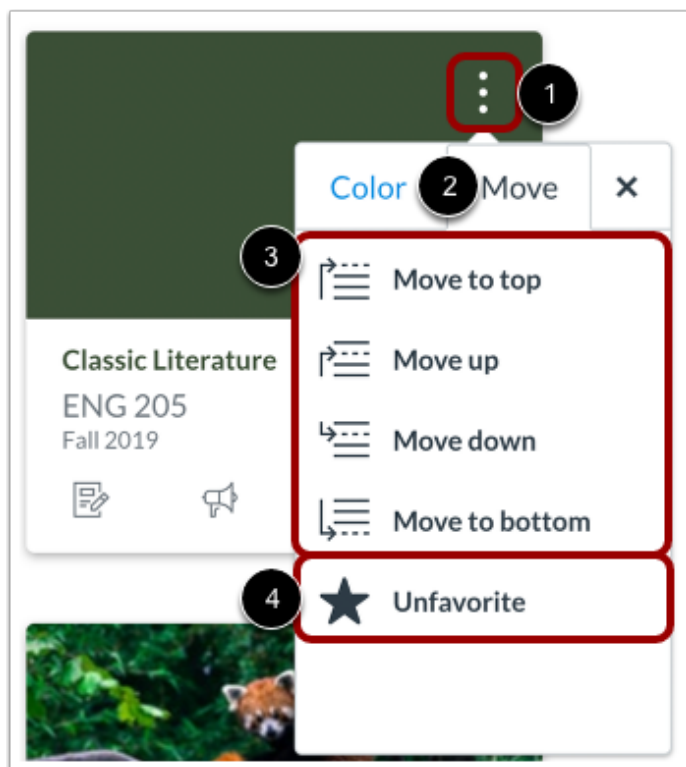 1
Color 2 Move ×
3
Move to top
Classic Literature
Move up
ENG 205
Fall 2019
Move down
Move to bottom
4
Unfavorite